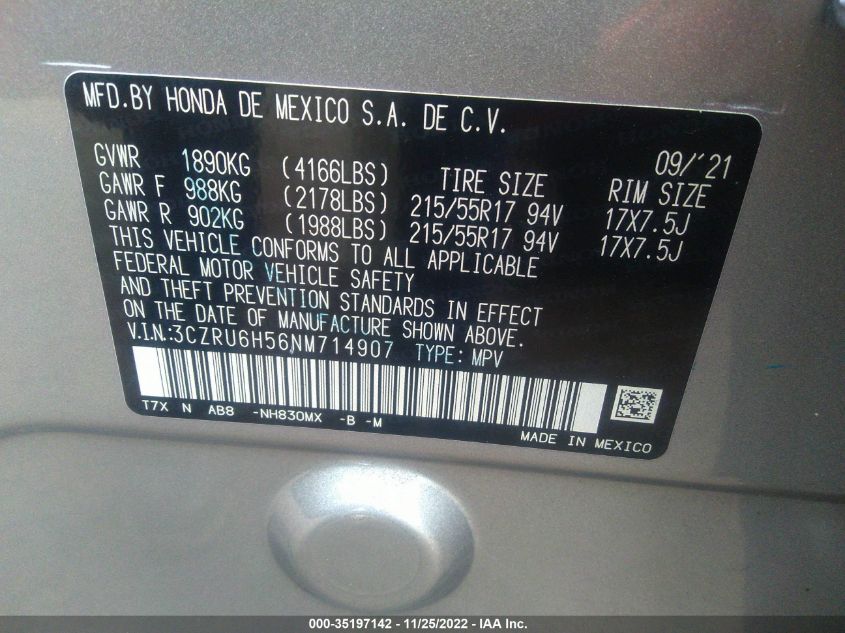 MFD.BY HONDA DE MEXICO S.A. DE C.V.
09/'21
GVWR 1890KG (4166LBS) TIRE SIZE RIM SIZE
GAWR F 988KG (2178LBS) 215/55R17 94V 17X7.5J
GAWR R 902KG (1988LBS) 215/55R17 94V 17X7.5J
THIS VEHICLE CONFORMS TO ALL APPLICABLE
FEDERAL MOTOR VEHICLE SAFETY
AND THEFT PREVENTION STANDARDS IN EFFECT
ON THE DATE OF MANUFACTURE SHOWN ABOVE.
V.I.N.:3CZRU6H56NM714907 TYPE: MPV
T7X N AB8 -NH830MX -B -M
MADE IN MEXICO
000-35197142 - 11/25/2022 - IAA Inc.